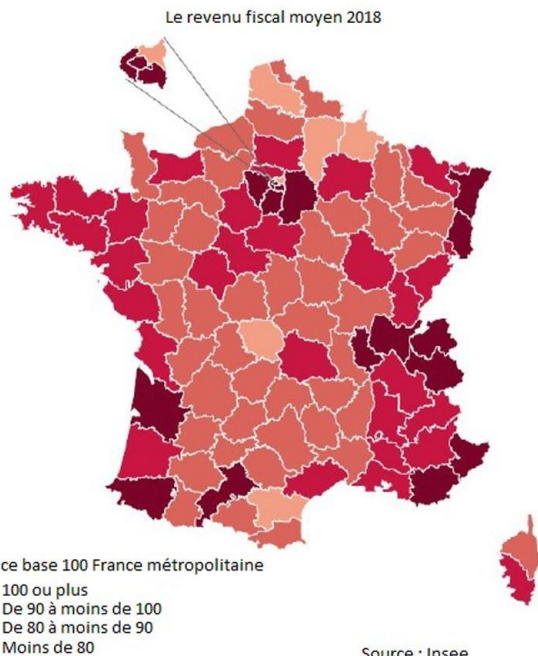 Le revenu fiscal moyen 2018
ce base 100 France métropolitaine
100 ou plus
De 90 à moins de 100
De 80 à moins de 90
Moins de 80
Source : Insee